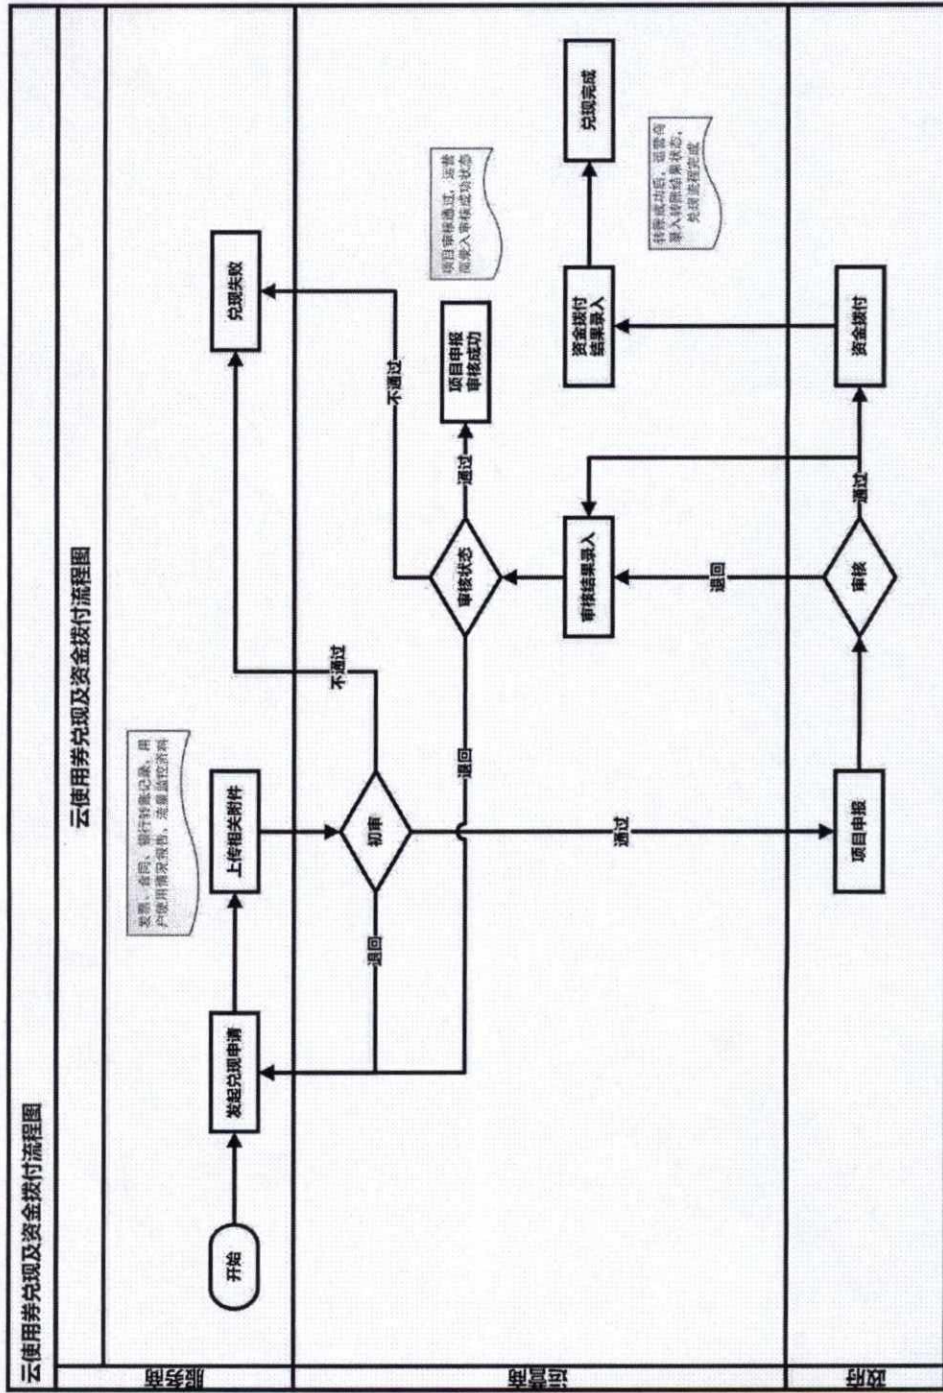 云使用券兑现及资金拨付流程图
云使用券兑现及资金拨付流程图
服务商
开始
发起兑现申请
上传相关附件
发票、合同、银行转账记录、用
户使用情况报告、流量监控资料
兑现失败
运营商
初审
退回
不通过
通过
退回
审核状态
不通过
通过
项目申报
审核成功
项目审核通过，运营
商录入审核成功状态
审核结果录入
资金拨付
结果录入
兑现完成
转账成功后，运营商
录入转账结果状态，
兑现流程完成
政府
项目申报
审核
退回
通过
资金拨付